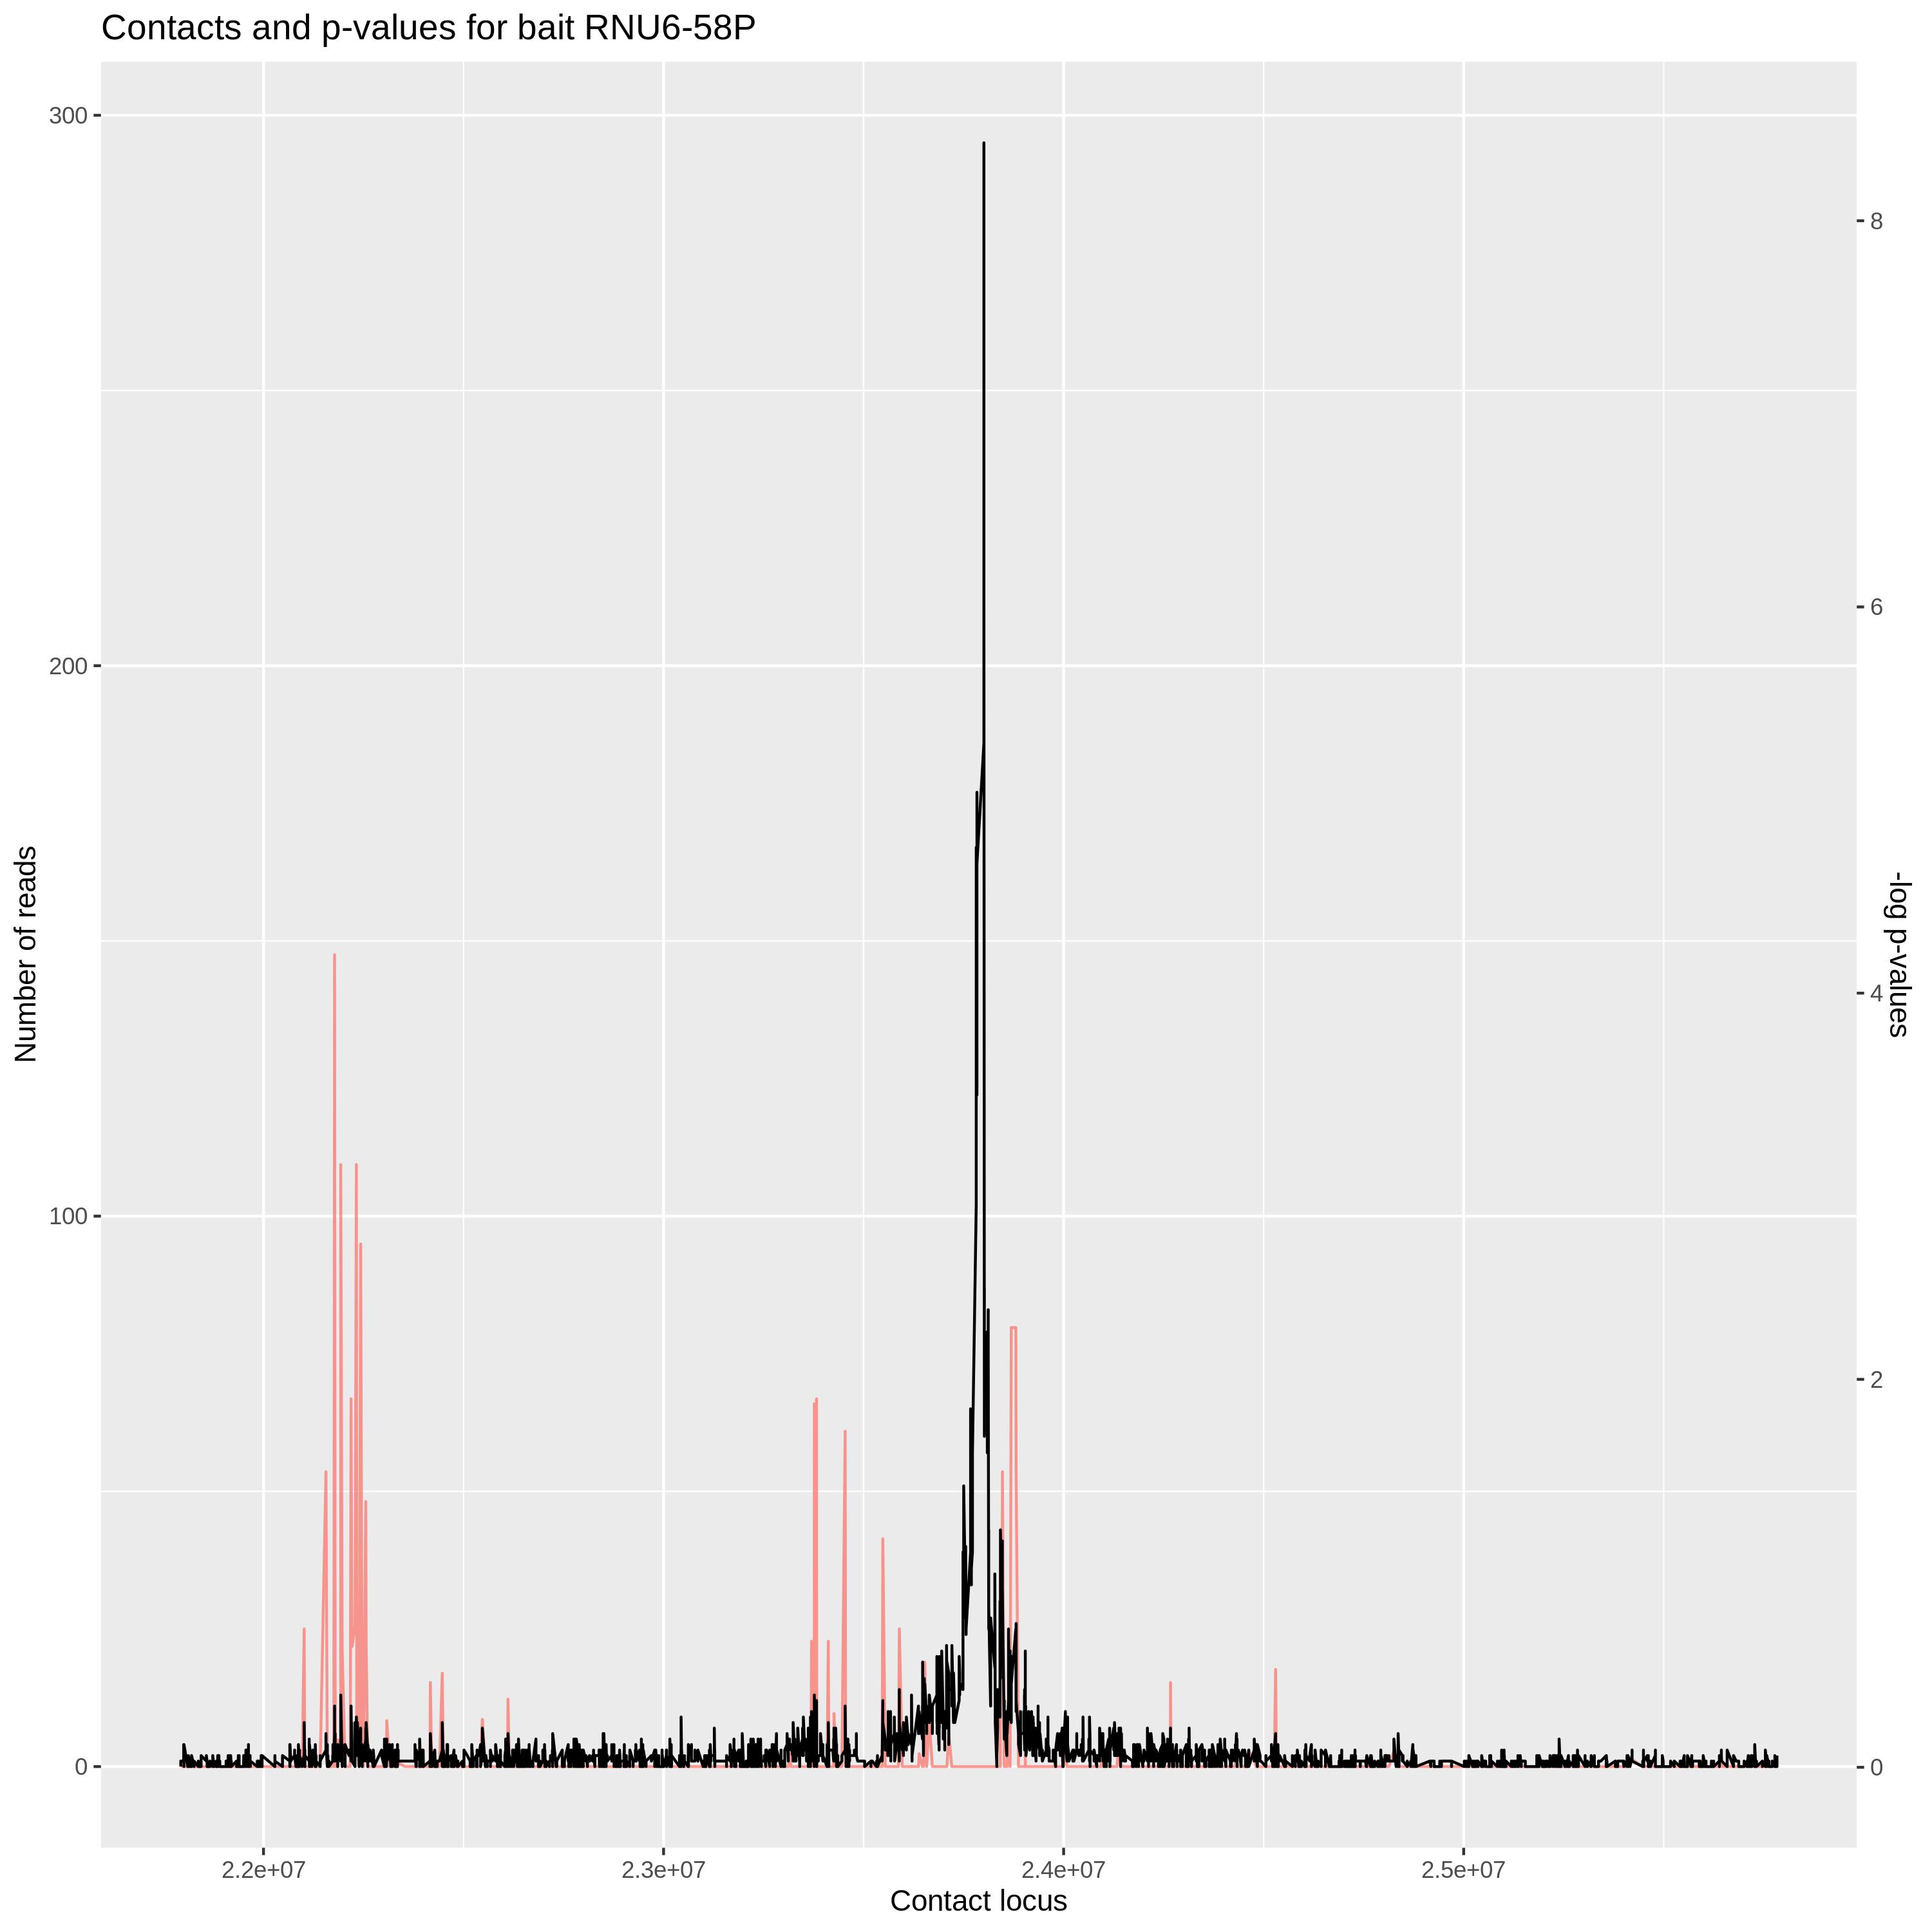 Contacts and p-values for bait RNU6-58P
300
200
100
0
Number of reads
8
6
4
2
0
-log p-values
2.2e+07
2.3e+07
2.4e+07
2.5e+07
Contact locus